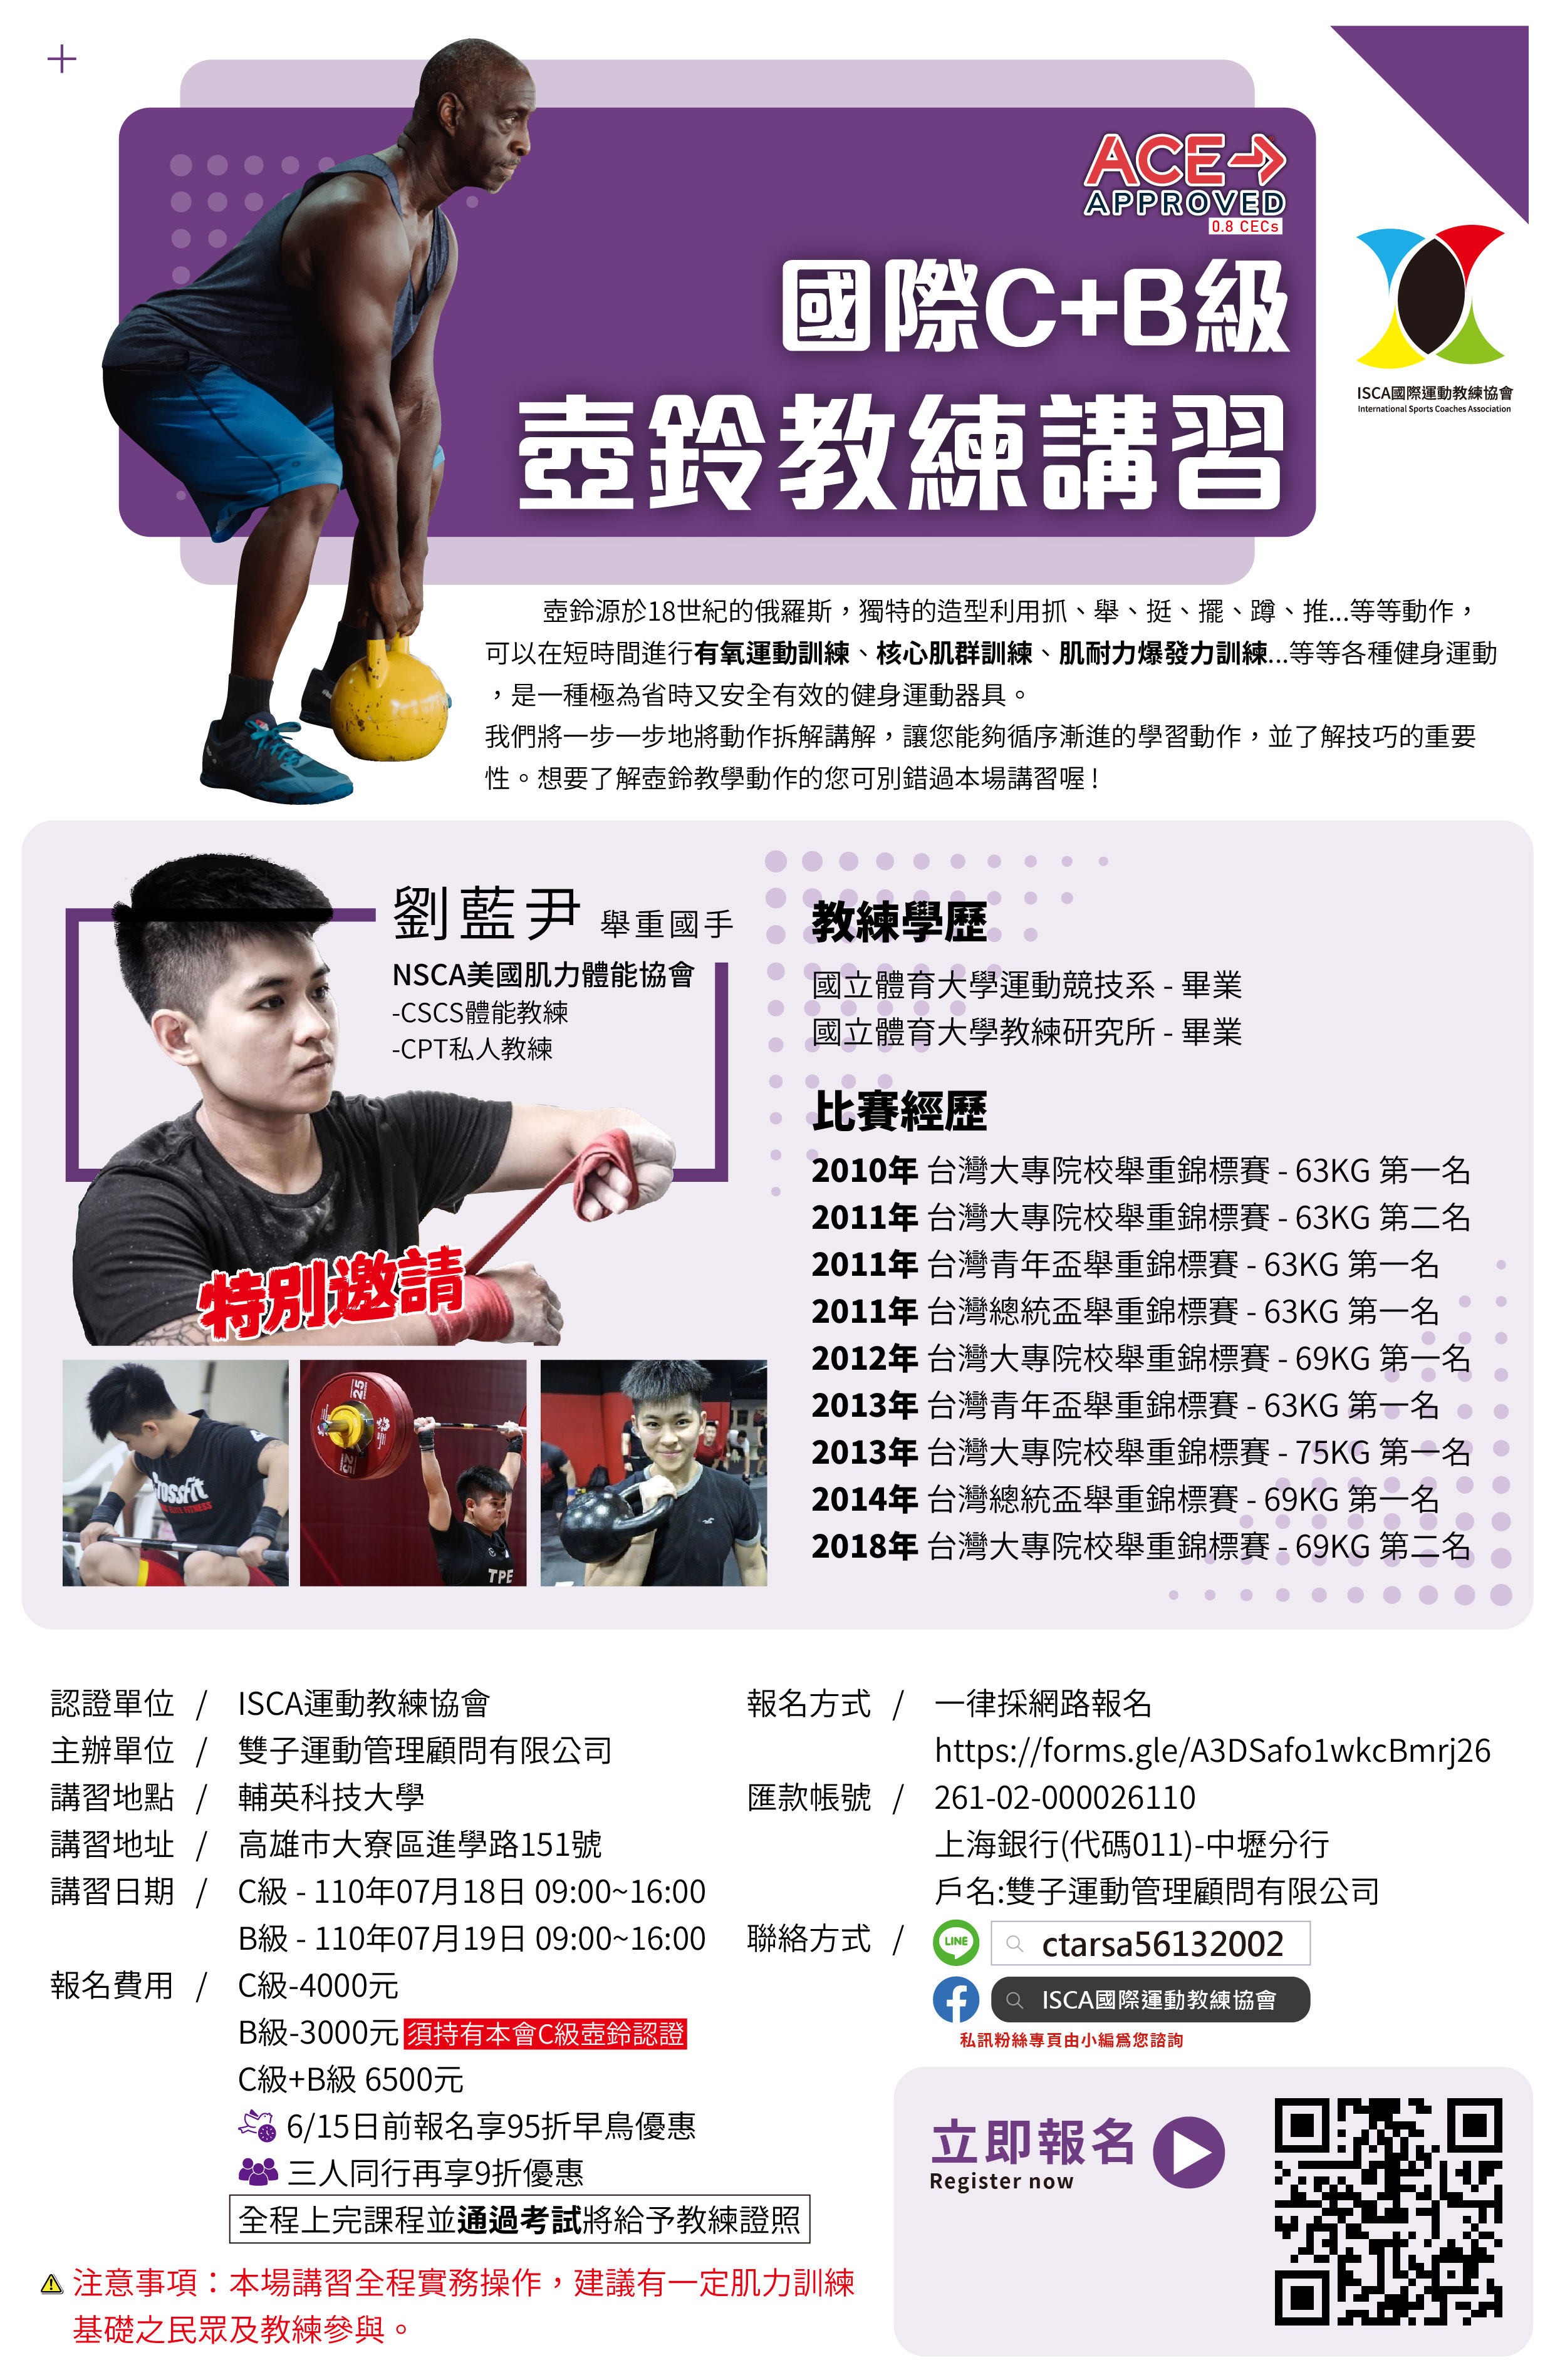 ACE
APPROVED
0.8 CECs
國際C+B級
壺鈴教練講習
ISCA國際運動教練協會
International Sports Coaches Association
壺鈴源於18世紀的俄羅斯，獨特的造型利用抓、舉、挺、擺、蹲、推...等等動作，
可以在短時間進行有氧運動訓練、核心肌群訓練、肌耐力爆發力訓練...等等各種健身運動
，是一種極為省時又安全有效的健身運動器具。
我們將一步一步地將動作拆解講解，讓您能夠循序漸進的學習動作，並了解技巧的重要
性。想要了解壺鈴教學動作的您可別錯過本場講習喔！
劉藍尹 舉重國手
NSCA美國肌力體能協會
-CSCS體能教練
-CPT私人教練
特別邀請
CrossFit
25
25
TPE
教練學歷
國立體育大學運動競技系 - 畢業
國立體育大學教練研究所 - 畢業
比賽經歷
2010年 台灣大專院校舉重錦標賽 - 63KG 第一名
2011年 台灣大專院校舉重錦標賽 - 63KG 第二名
2011年 台灣青年盃舉重錦標賽 - 63KG 第一名
2011年 台灣總統盃舉重錦標賽 - 63KG 第一名
2012年 台灣大專院校舉重錦標賽 - 69KG 第一名
2013年 台灣青年盃舉重錦標賽 - 63KG 第一名
2013年 台灣大專院校舉重錦標賽 - 75KG 第一名
2014年 台灣總統盃舉重錦標賽 - 69KG 第一名
2018年 台灣大專院校舉重錦標賽 - 69KG 第二名
認證單位 / ISCA運動教練協會
主辦單位 / 雙子運動管理顧問有限公司
講習地點 / 輔英科技大學
講習地址 / 高雄市大寮區進學路151號
講習日期 / C級 - 110年07月18日 09:00~16:00
B級 - 110年07月19日 09:00~16:00
報名費用 / C級-4000元
B級-3000元 須持有本會C級壺鈴認證
C級+B級 6500元
6/15日前報名享95折早鳥優惠
三人同行再享9折優惠
全程上完課程並通過考試將給予教練證照
注意事項：本場講習全程實務操作，建議有一定肌力訓練
基礎之民眾及教練參與。
報名方式 / 一律採網路報名
https://forms.gle/A3DSafo1wkcBmrj26
匯款帳號 / 261-02-000026110
上海銀行(代碼011)-中壢分行
戶名:雙子運動管理顧問有限公司
聯絡方式 / LINE ctarsa56132002
ISCA國際運動教練協會
私訊粉絲專頁由小編為您諮詢
立即報名
Register now